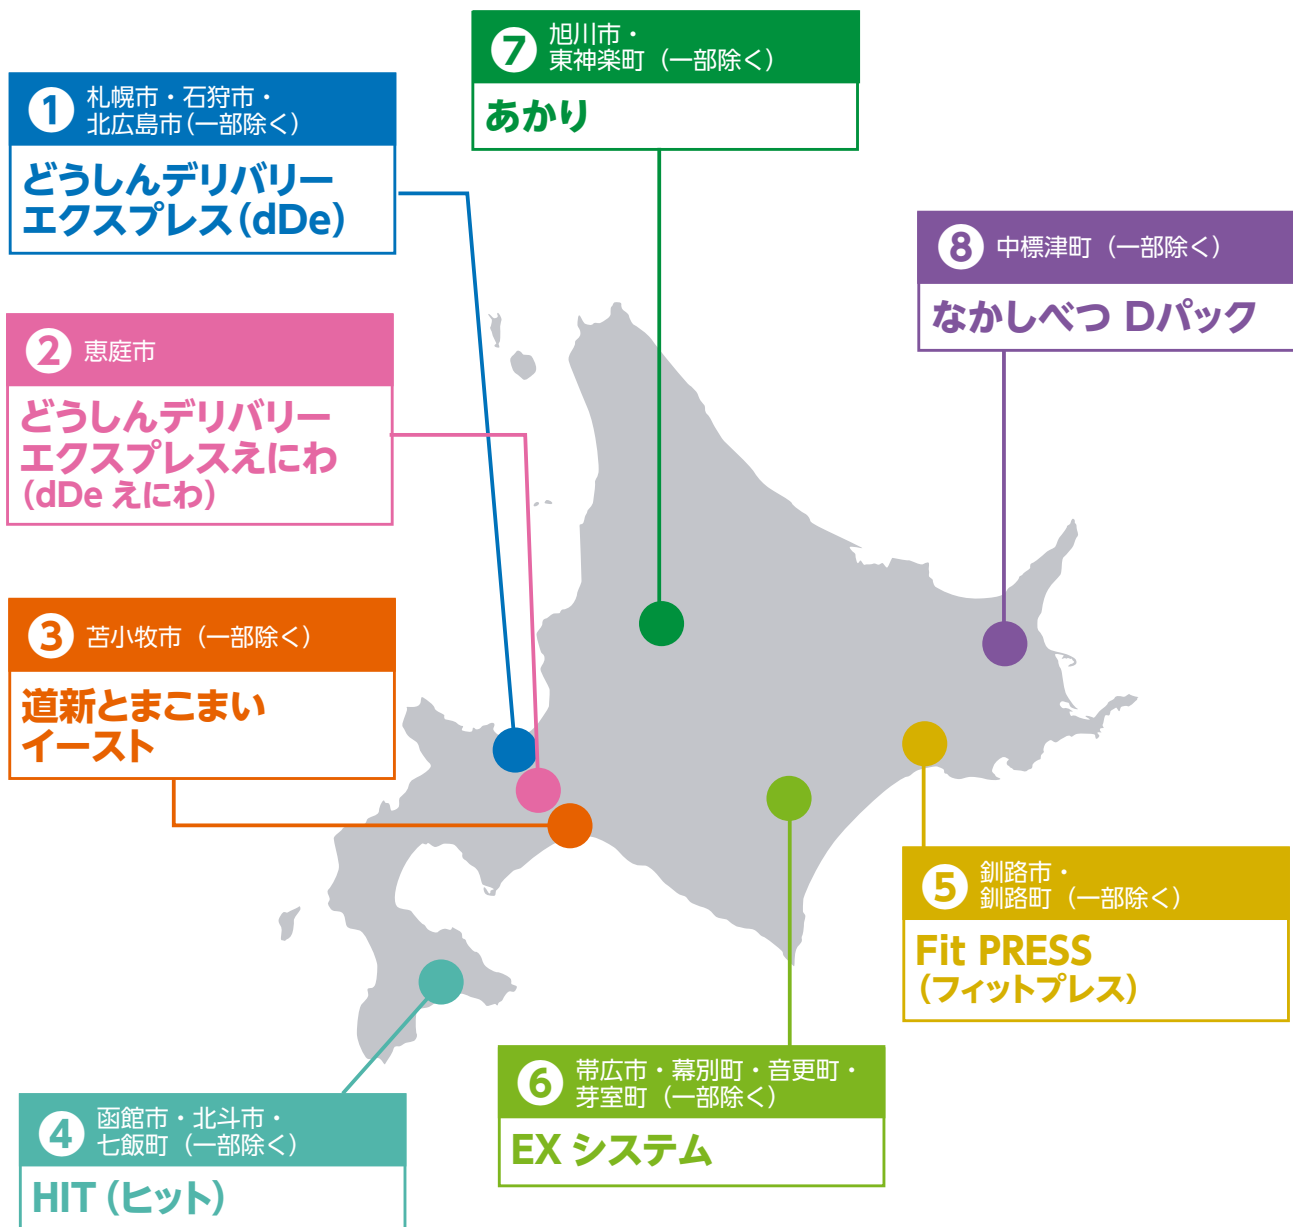 1 札幌市・石狩市・
北広島市(一部除く)
どうしんデリバリー
エクスプレス(dDe)
2 恵庭市
どうしんデリバリー
エクスプレスえにわ
(dDe えにわ)
3 苫小牧市(一部除く)
道新とまこまい
イースト
4 函館市・北斗市・
七飯町(一部除く)
HIT(ヒット)
5 釧路市・
釧路町(一部除く)
Fit PRESS
(フィットプレス)
6 帯広市・幕別町・音更町・
芽室町(一部除く)
EX システム
7 旭川市・
東神楽町(一部除く)
あかり
8 中標津町(一部除く)
なかしべつ Dパック